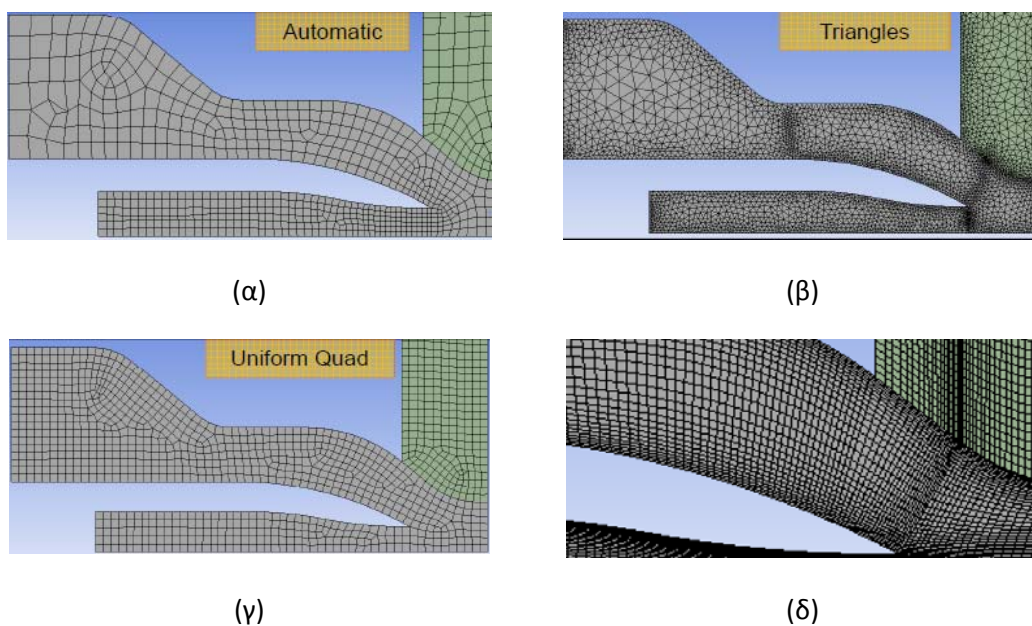 Automatic
Triangles
(α)
(β)
Uniform Quad
(γ)
(δ)